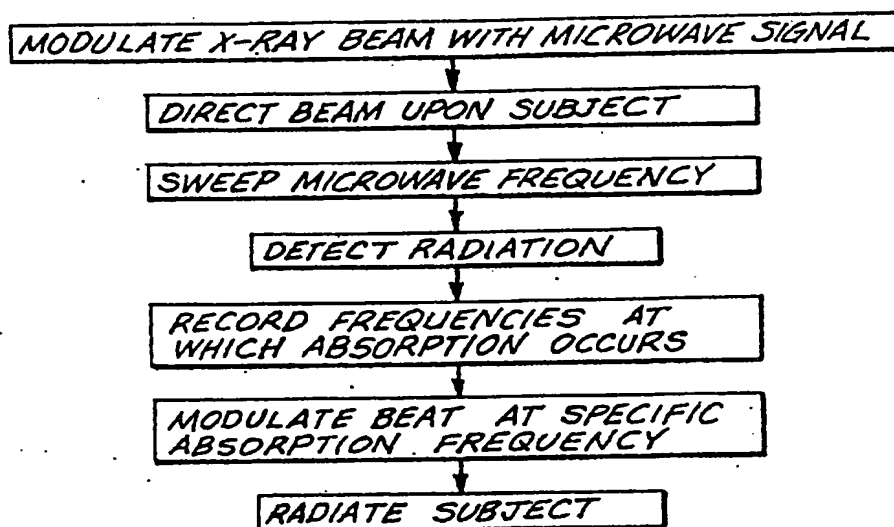 MODULATE X-RAY BEAM WITH MICROWAVE SIGNAL
DIRECT BEAM UPON SUBJECT
SWEEP MICROWAVE FREQUENCY
DETECT RADIATION
RECORD FREQUENCIES AT
WHICH ABSORPTION OCCURS
MODULATE BEAT AT SPECIFIC
ABSORPTION FREQUENCY
RADIATE SUBJECT